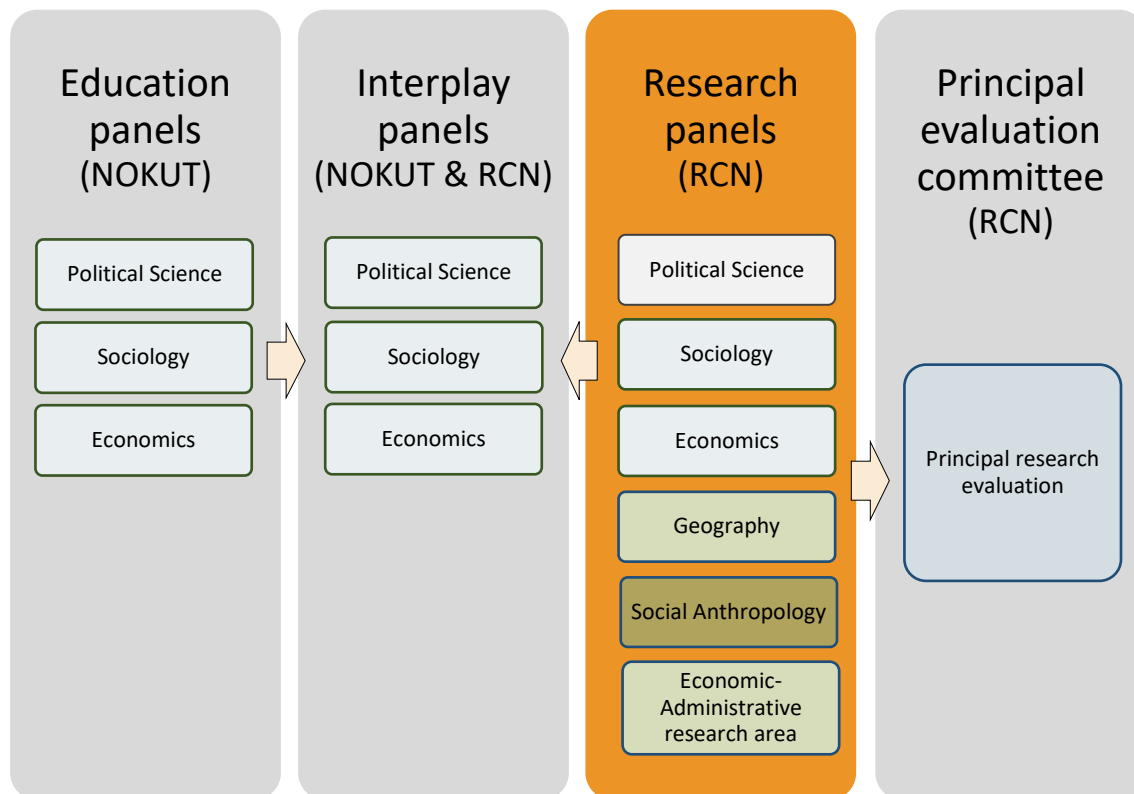 Education
panels
(NOKUT)
Political Science
Sociology
Economics
Interplay
panels
(NOKUT & RCN)
Political Science
Sociology
Economics
Research
panels
(RCN)
Political Science
Sociology
Economics
Geography
Social Anthropology
Economic-
Administrative
research area
Principal
evaluation
committee
(RCN)
Principal research
evaluation